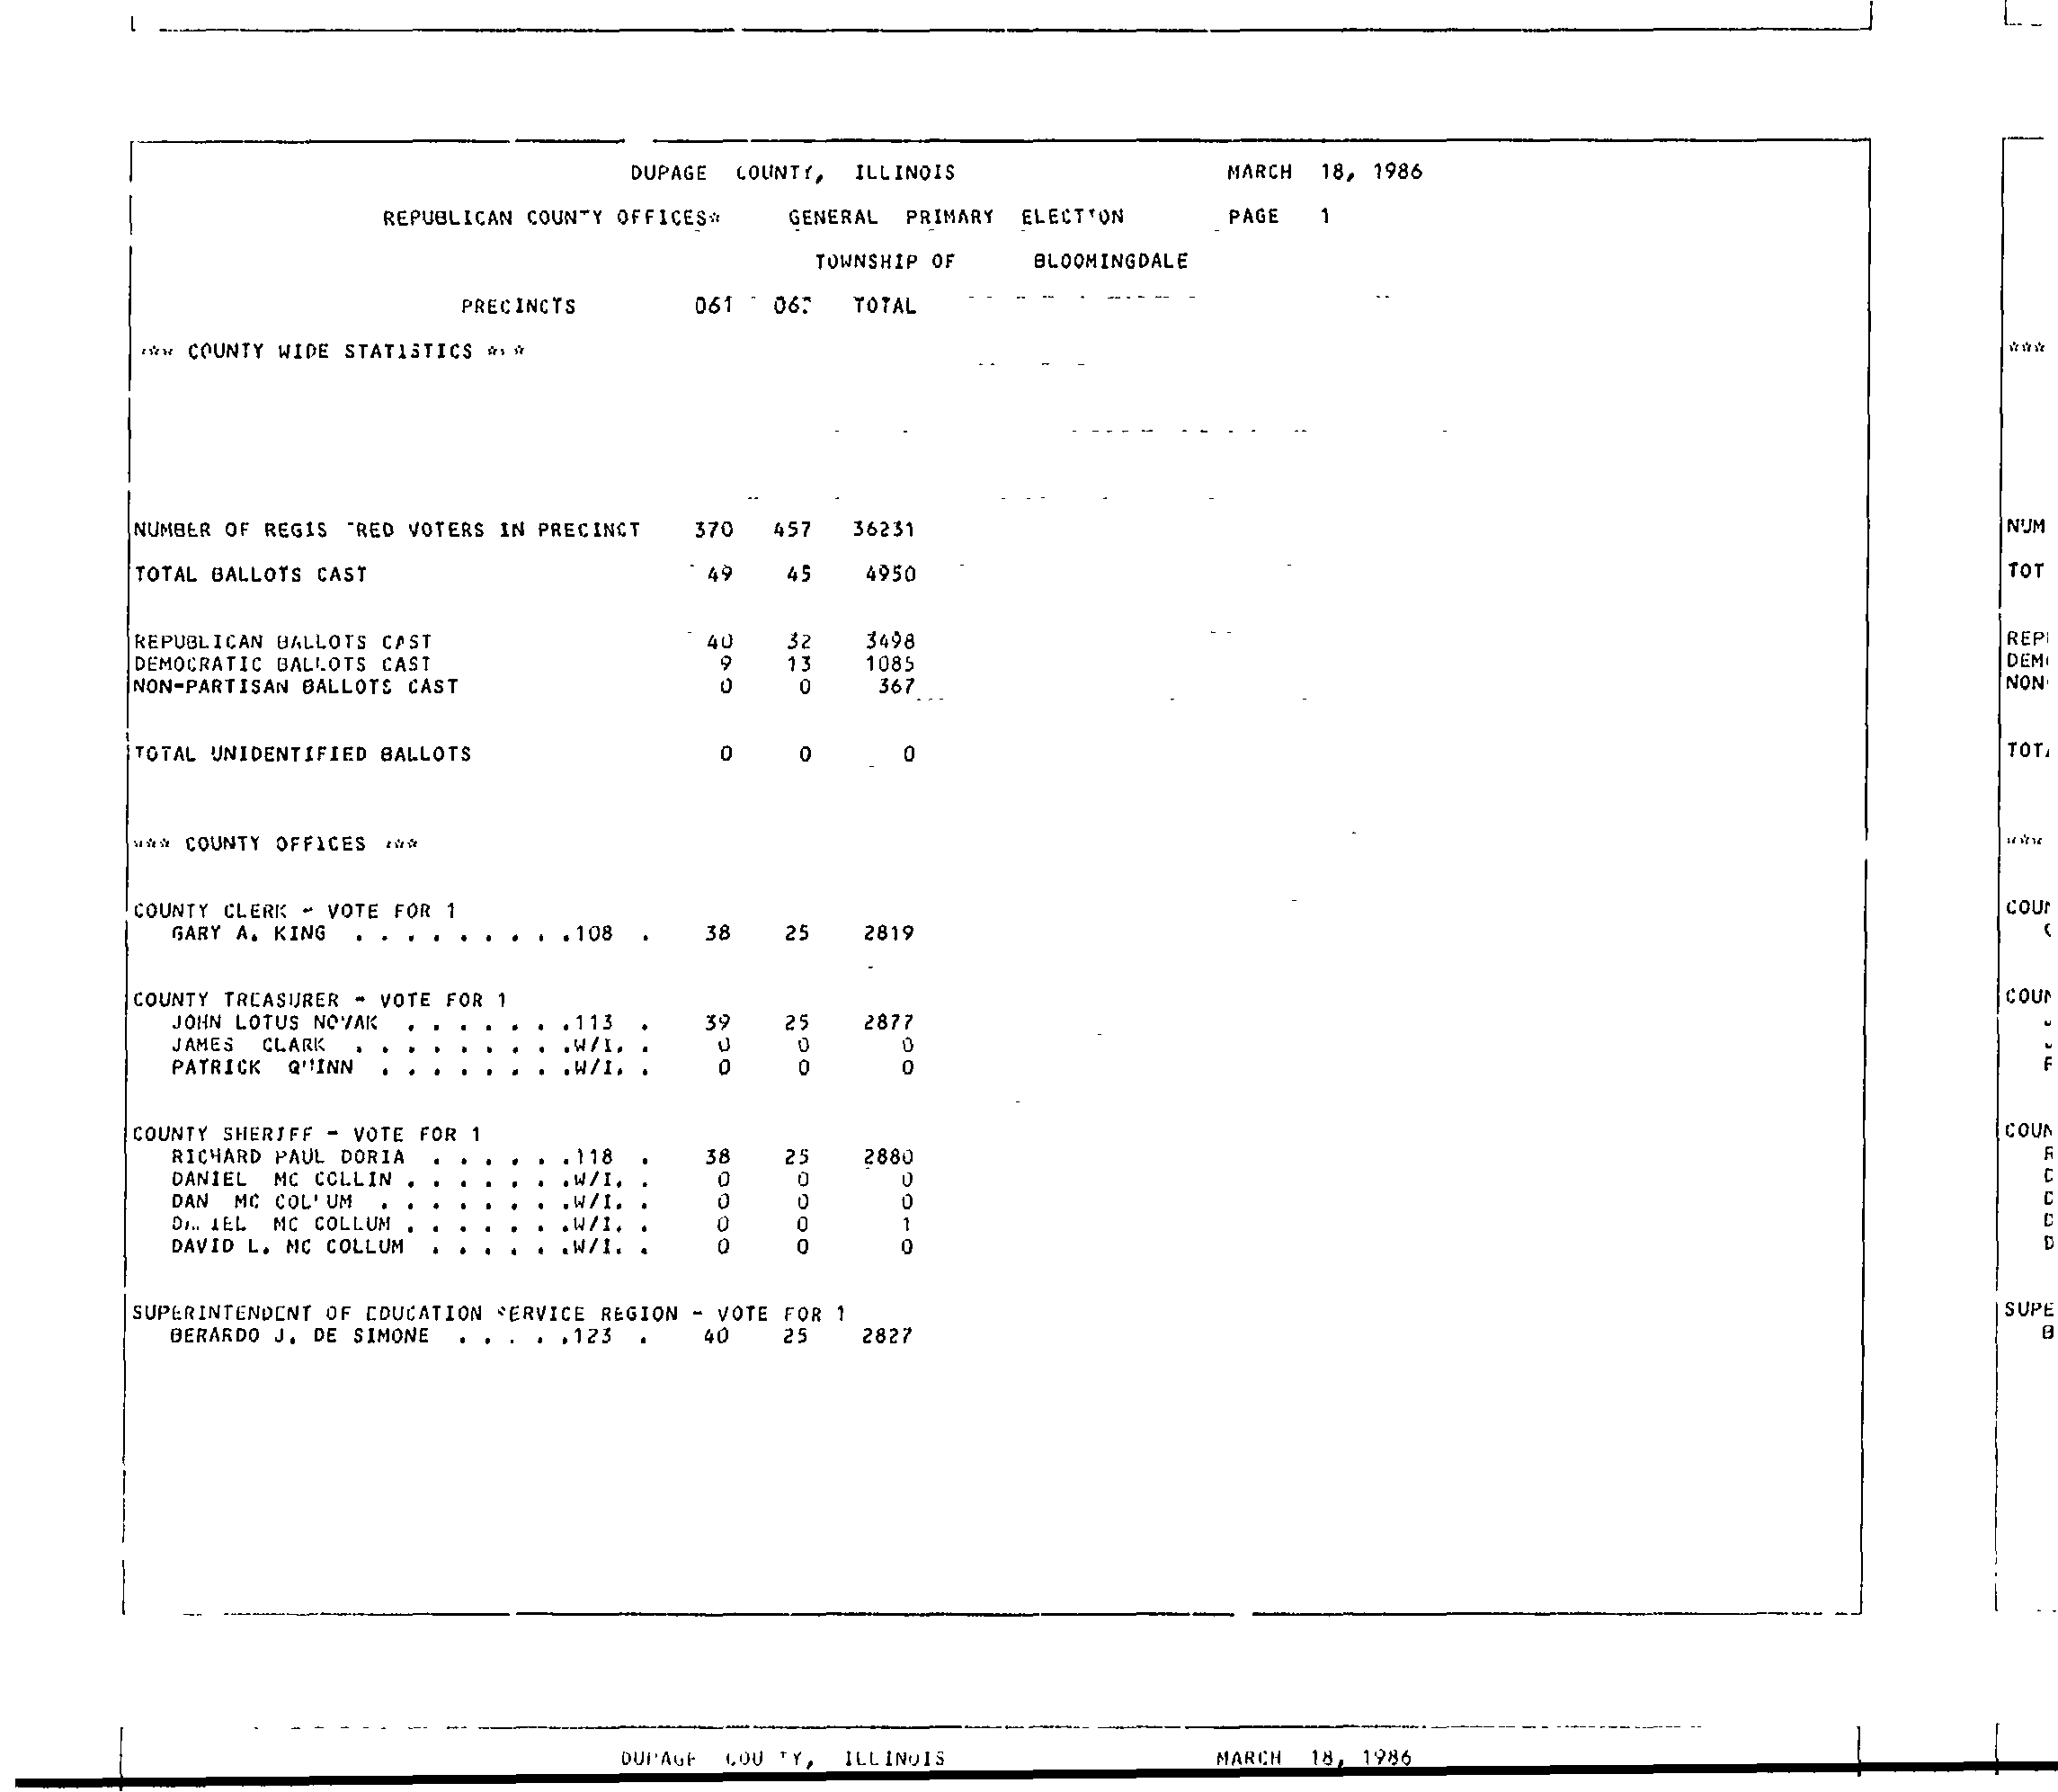 DUPAGE COUNTY, ILLINOIS MARCH 18, 1986
REPUBLICAN COUNTY OFFICES* GENERAL PRIMARY ELECTION PAGE 1
TOWNSHIP OF BLOOMINGDALE
PRECINCTS 061 TOTAL
*** COUNTY WIDE STATISTICS ***
NUMBER OF REGIS TRED VOTERS IN PRECINCT 370 457 36231
TOTAL BALLOTS CAST 49 45 4950
REPUBLICAN BALLOTS CAST 40 32 3498
DEMOCRATIC BALLOTS CAST 9 13 1085
NON-PARTISAN BALLOTS CAST 0 0 367
TOTAL UNIDENTIFIED BALLOTS 0 0 0
*** COUNTY OFFICES ***
COUNTY CLERK - VOTE FOR 1
GARY A. KING . . . . . . . . .108 . 38 25 2819
COUNTY TREASURER - VOTE FOR 1
JOHN LOTUS NOVAK . . . . . . .113 . 39 25 2877
JAMES CLARK . . . . . . . . .W/I. . 0 0 0
PATRICK QUINN . . . . . . . .W/I. . 0 0 0
COUNTY SHERIFF - VOTE FOR 1
RICHARD PAUL DORIA . . . . . .118 . 38 25 2880
DANIEL MC COLLIN . . . . . . .W/I. . 0 0 0
DAN MC COLLUM . . . . . . . .W/I. . 0 0 0
DANIEL MC COLLUM . . . . . . .W/I. . 0 0 1
DAVID L. MC COLLUM . . . . . .W/I. . 0 0 0
SUPERINTENDENT OF EDUCATION SERVICE REGION - VOTE FOR 1
BERARDO J. DE SIMONE . . . . .123 . 40 25 2827
DUPAGE COUNTY, ILLINOIS MARCH 18, 1986
***
NUM
TOT
REP
DEM
NON
TOT
***
COU
COUN
COUN
SUPE